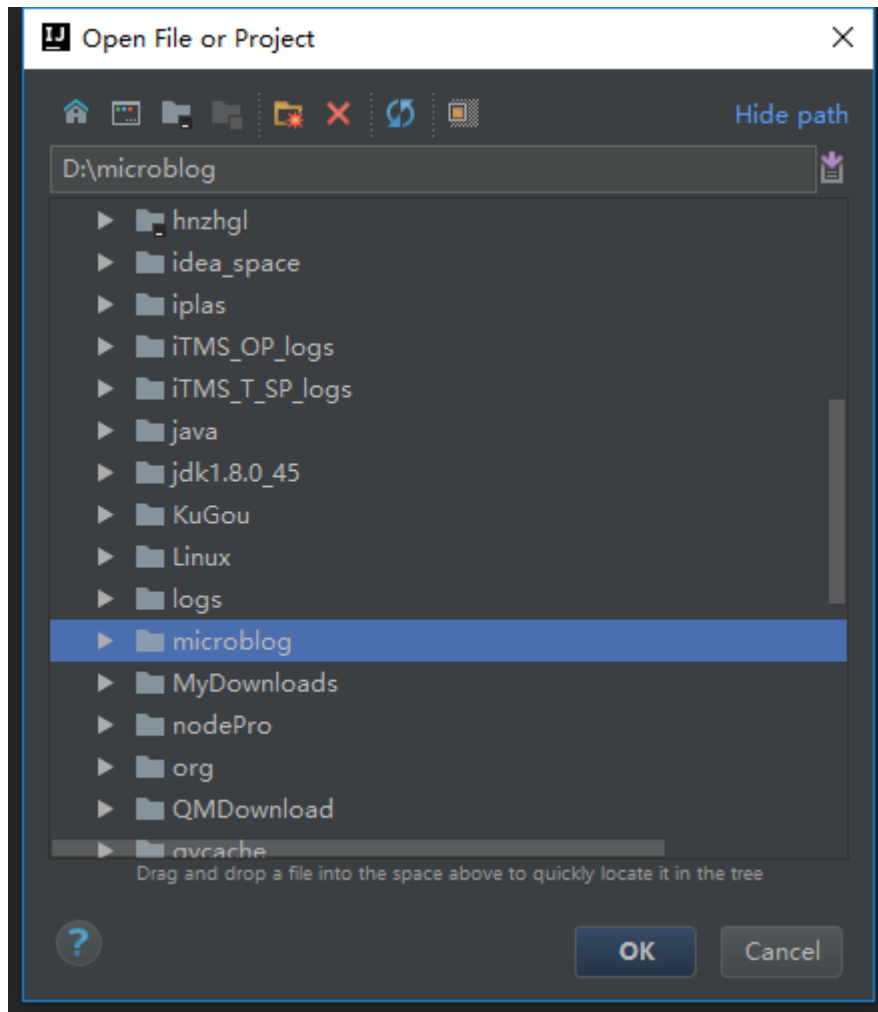 IJ Open File or Project
Hide path
D:\microblog
hnzhgl
idea_space
iplas
iTMS_OP_logs
iTMS_T_SP_logs
java
jdk1.8.0_45
KuGou
Linux
logs
microblog
MyDownloads
nodePro
org
QMDownload
qycache
Drag and drop a file into the space above to quickly locate it in the tree
?
OK Cancel